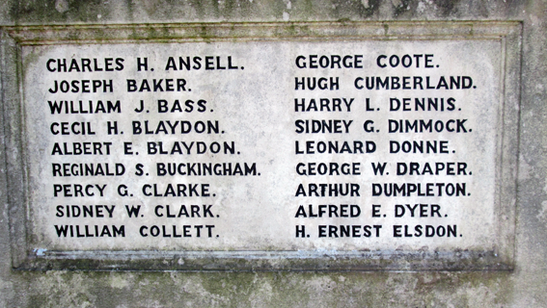 CHARLES H. ANSELL.
JOSEPH BAKER.
WILLIAM J. BASS.
CECIL H. BLAYDON.
ALBERT E. BLAYDON.
REGINALD S. BUCKINGHAM.
PERCY G. CLARKE.
SIDNEY W. CLARK.
WILLIAM COLLETT.
GEORGE COOTE.
HUGH CUMBERLAND.
HARRY L. DENNIS.
SIDNEY G. DIMMOCK.
LEONARD DONNE.
GEORGE W. DRAPER.
ARTHUR DUMPLETON.
ALFRED E. DYER.
H. ERNEST ELSDON.